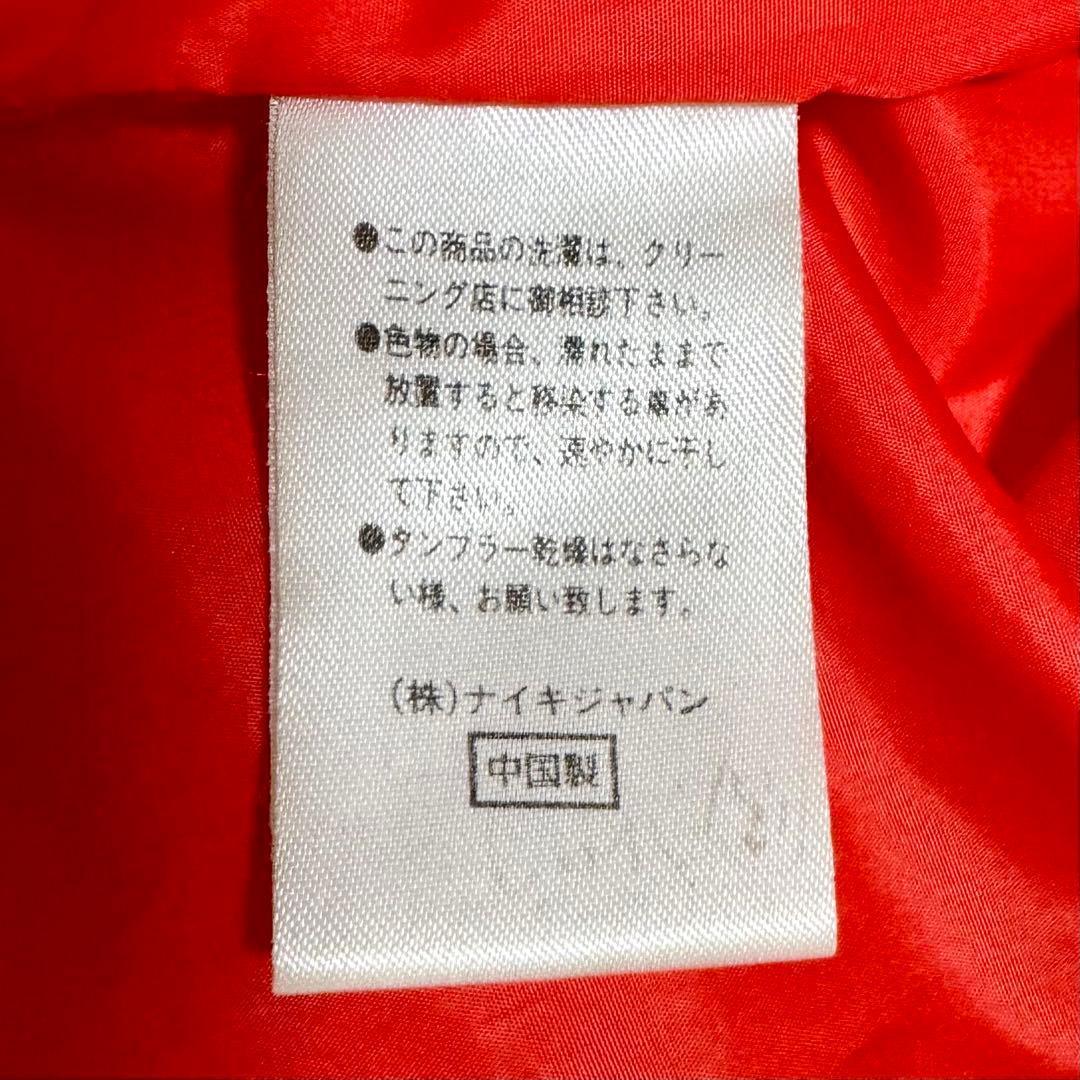 ●この商品の洗濯は、クリー
ニング店に御相談下さい。
●色物の場合、濡れたままで
放置すると移染する事があ
りますので、速やかに干し
て下さい。
●タンブラー乾燥はなさらな
い様、お願い致します。
(株)ナイキジャパン
中国製